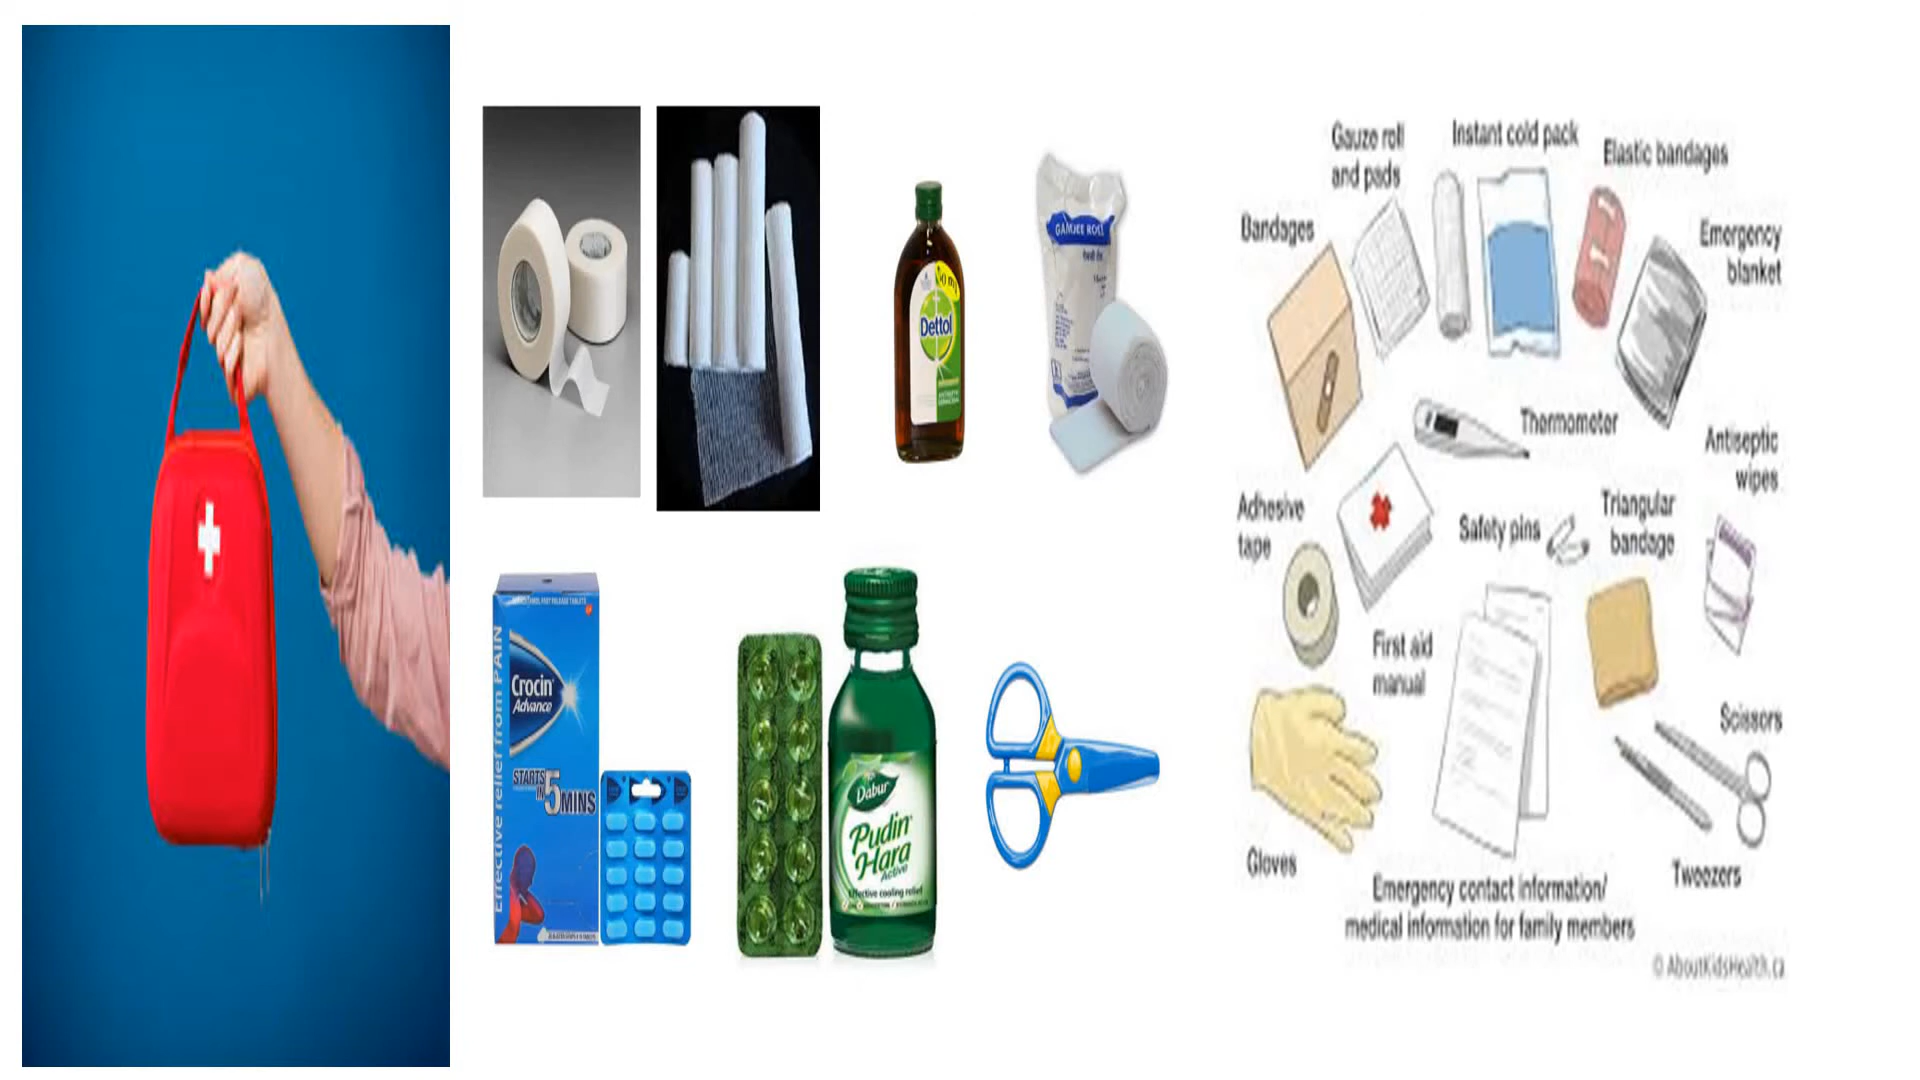 GAMJEE ROLL
Dettol
Effective relief from PAIN
Crocin
Advance
STARTS
IN 5 MINS
Dabur
Pudin
Hara
Active
Effective cooling relief
Gauze roll
and pads
Instant cold pack
Elastic bandages
Bandages
Emergency
blanket
Thermometer
Antiseptic
wipes
Adhesive
tape
Safety pins
Triangular
bandage
First aid
manual
Scissors
Gloves
Tweezers
Emergency contact information/
medical information for family members
© AboutKidsHealth.ca